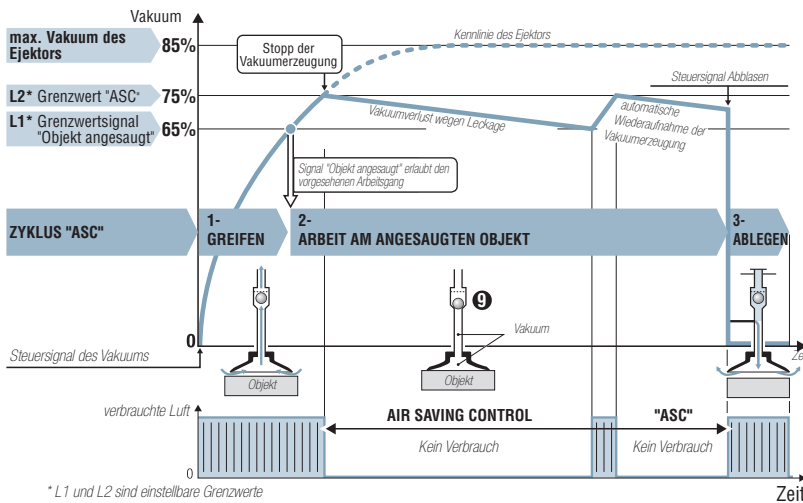 Vakuum
max. Vakuum des
Ejektors
85%
Kennlinie des Ejektors
Stopp der
Vakuumerzeugung
Steuersignal Abblasen
L2* Grenzwert "ASC"
75%
L1* Grenzwertsignal
"Objekt angesaugt"
65%
Vakuumverlust wegen Leckage
automatische
Wiederaufnahme der
Vakuumerzeugung
Signal "Objekt angesaugt" erlaubt den
vorgesehenen Arbeitsgang
ZYKLUS "ASC"
1-
GREIFEN
2-
ARBEIT AM ANGESAUGTEN OBJEKT
3-
ABLEGEN
9
Vakuum
0
Steuersignal des Vakuums
Objekt
Objekt
Ze
verbrauchte Luft
AIR SAVING CONTROL
"ASC"
Kein Verbrauch
Kein Verbrauch
0
* L1 und L2 sind einstellbare Grenzwerte
Zeit